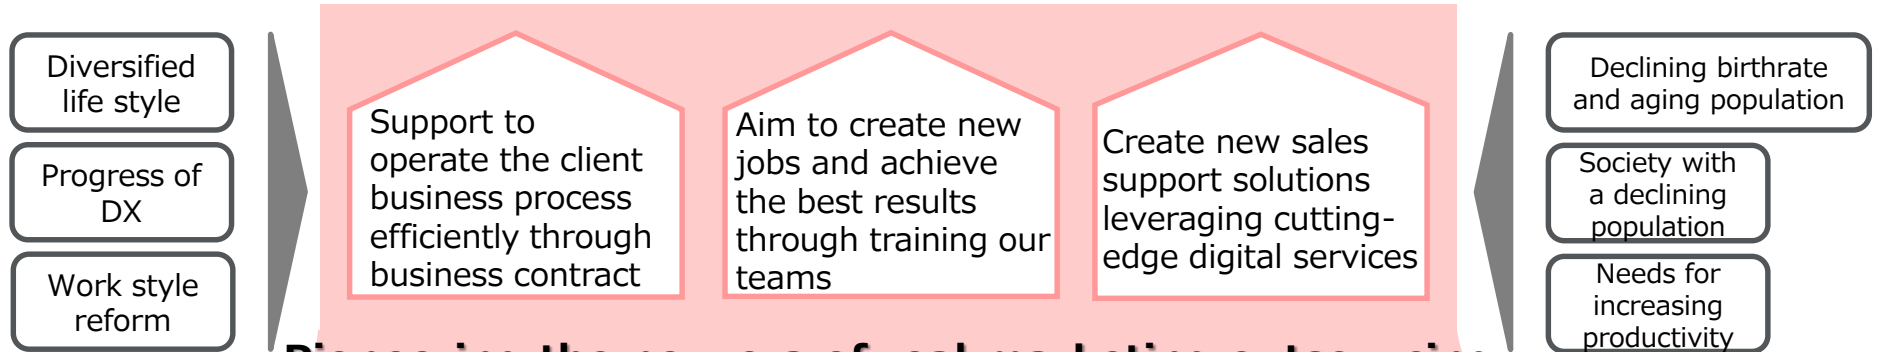 Diversified
life style
Progress of
DX
Work style
reform
Support to
operate the client
business process
efficiently through
business contract
Aim to create new
jobs and achieve
the best results
through training our
teams
Create new sales
support solutions
leveraging cutting-
edge digital services
Declining birthrate
and aging population
Society with
a declining
population
Needs for
increasing
productivity